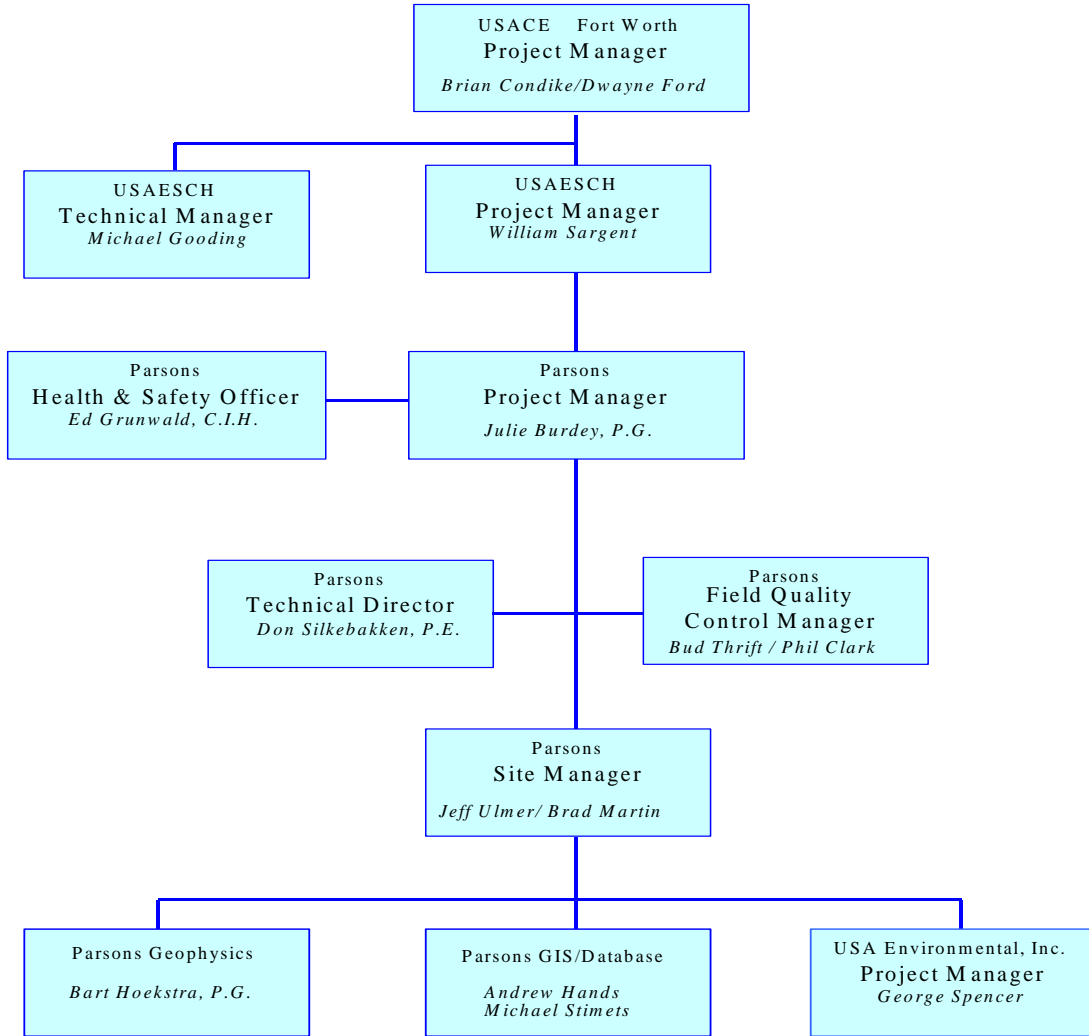 USACE Fort Worth
Project Manager
Brian Condike/Dwayne Ford
USAESCH
Technical Manager
Michael Gooding
USAESCH
Project Manager
William Sargent
Parsons
Health & Safety Officer
Ed Grunwald, C.I.H.
Parsons
Project Manager
Julie Burdey, P.G.
Parsons
Technical Director
Don Silkebakken, P.E.
Parsons
Field Quality
Control Manager
Bud Thrift / Phil Clark
Parsons
Site Manager
Jeff Ulmer/ Brad Martin
Parsons Geophysics
Bart Hoekstra, P.G.
Parsons GIS/Database
Andrew Hands
Michael Stimets
USA Environmental, Inc.
Project Manager
George Spencer